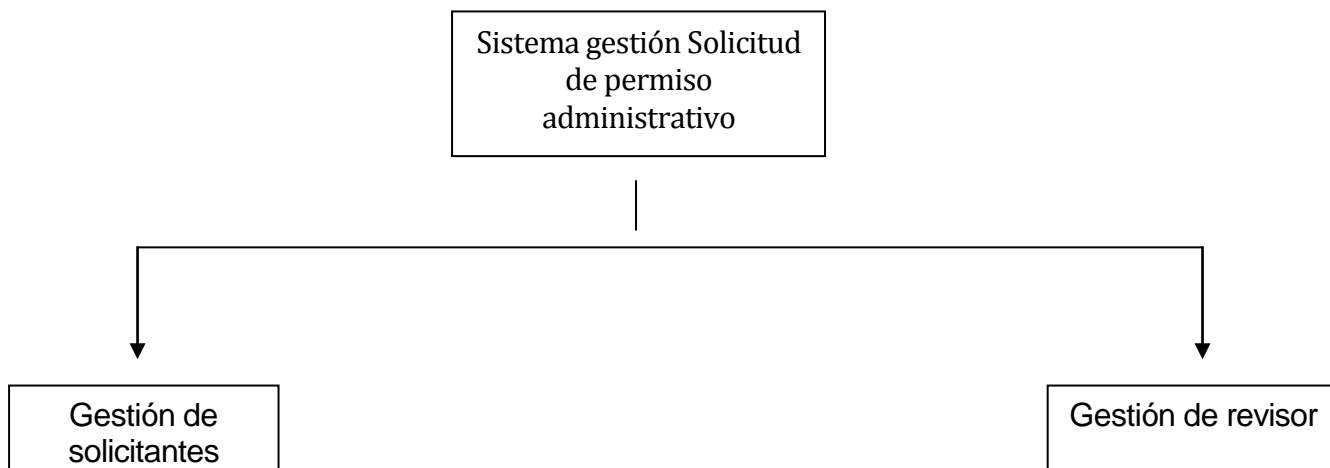 Sistema gestión Solicitud
de permiso
administrativo
Gestión de
solicitantes
Gestión de revisor